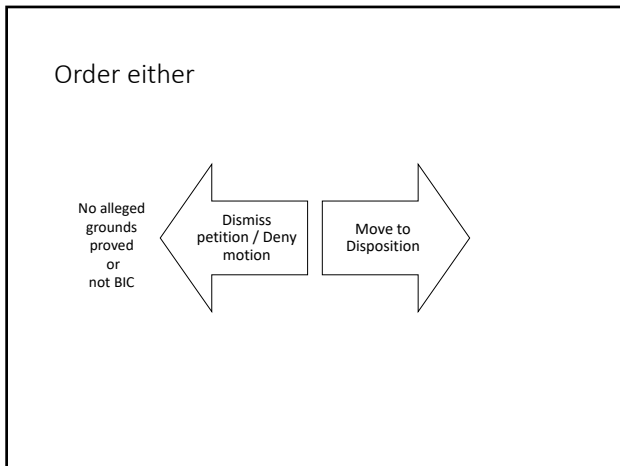 Order either
No alleged
grounds
proved
or
not BIC
Dismiss
petition / Deny
motion
Move to
Disposition